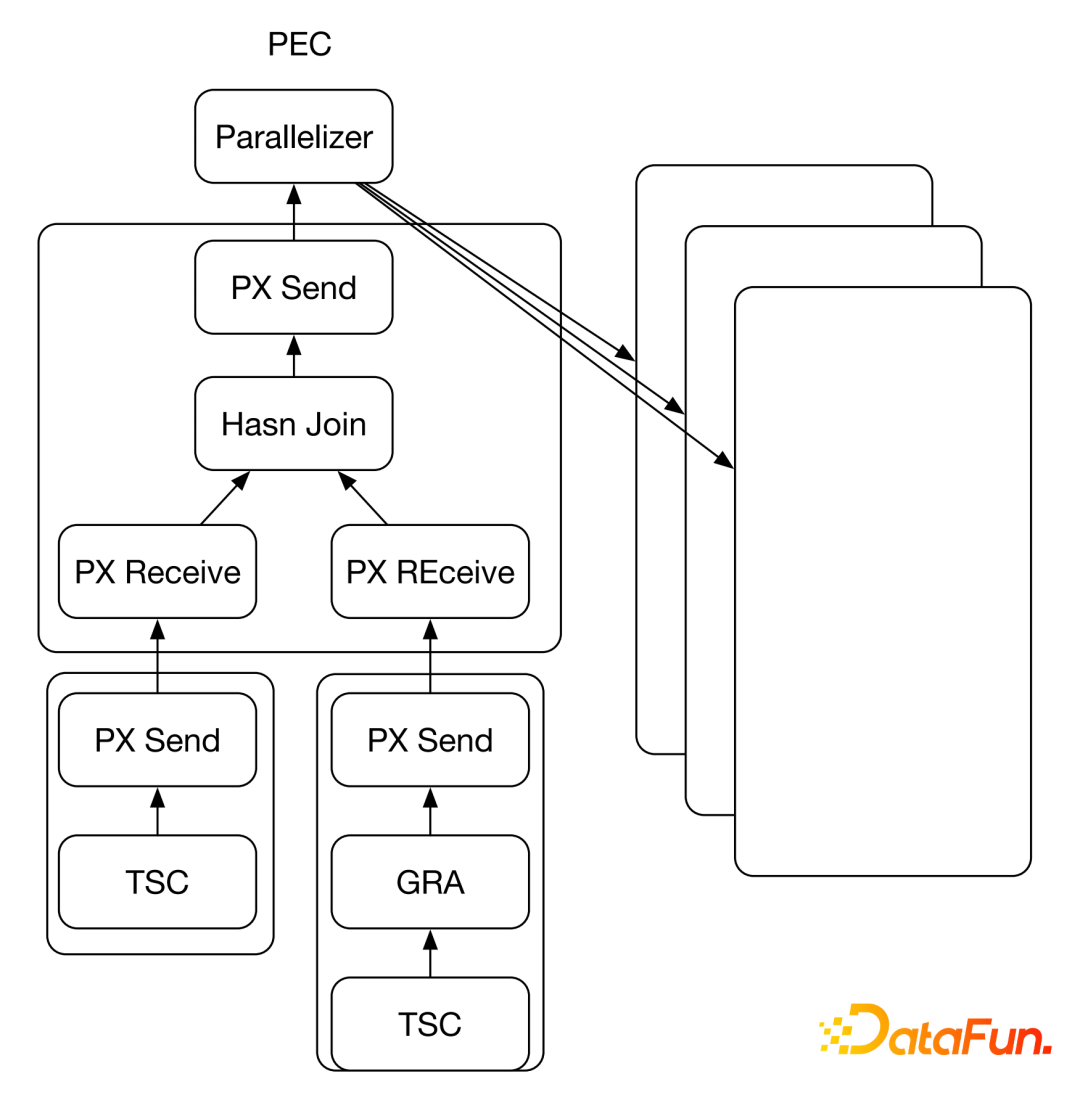 PEC
Parallelizer
PX Send
Hasn Join
PX Receive
PX REceive
PX Send
PX Send
TSC
GRA
TSC
DataFun.